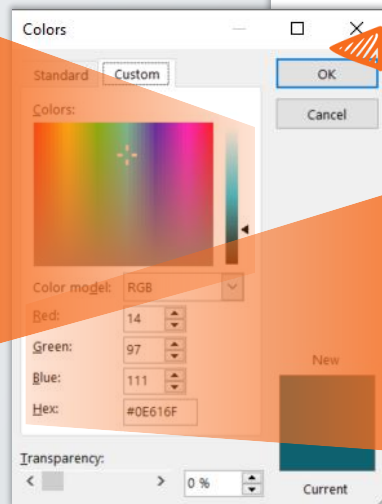 Colors
Standard Custom
OK
Cancel
Colors:
Color model: RGB
Red: 14
Green: 97
Blue: 111
Hex: #0E616F
New
Transparency:
0 %
Current